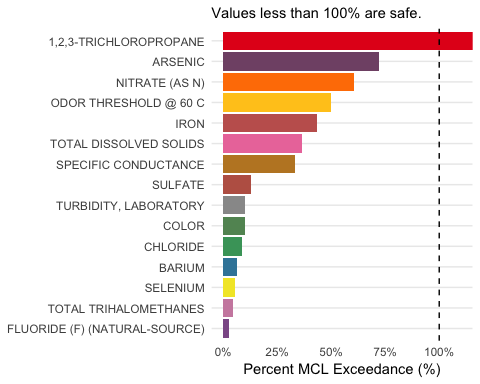 Values less than 100% are safe.
1,2,3-TRICHLOROPROPANE
ARSENIC
NITRATE (AS N)
ODOR THRESHOLD @ 60 C
IRON
TOTAL DISSOLVED SOLIDS
SPECIFIC CONDUCTANCE
SULFATE
TURBIDITY, LABORATORY
COLOR
CHLORIDE
BARIUM
SELENIUM
TOTAL TRIHALOMETHANES
FLUORIDE (F) (NATURAL-SOURCE)
0% 25% 50% 75% 100%
Percent MCL Exceedance (%)